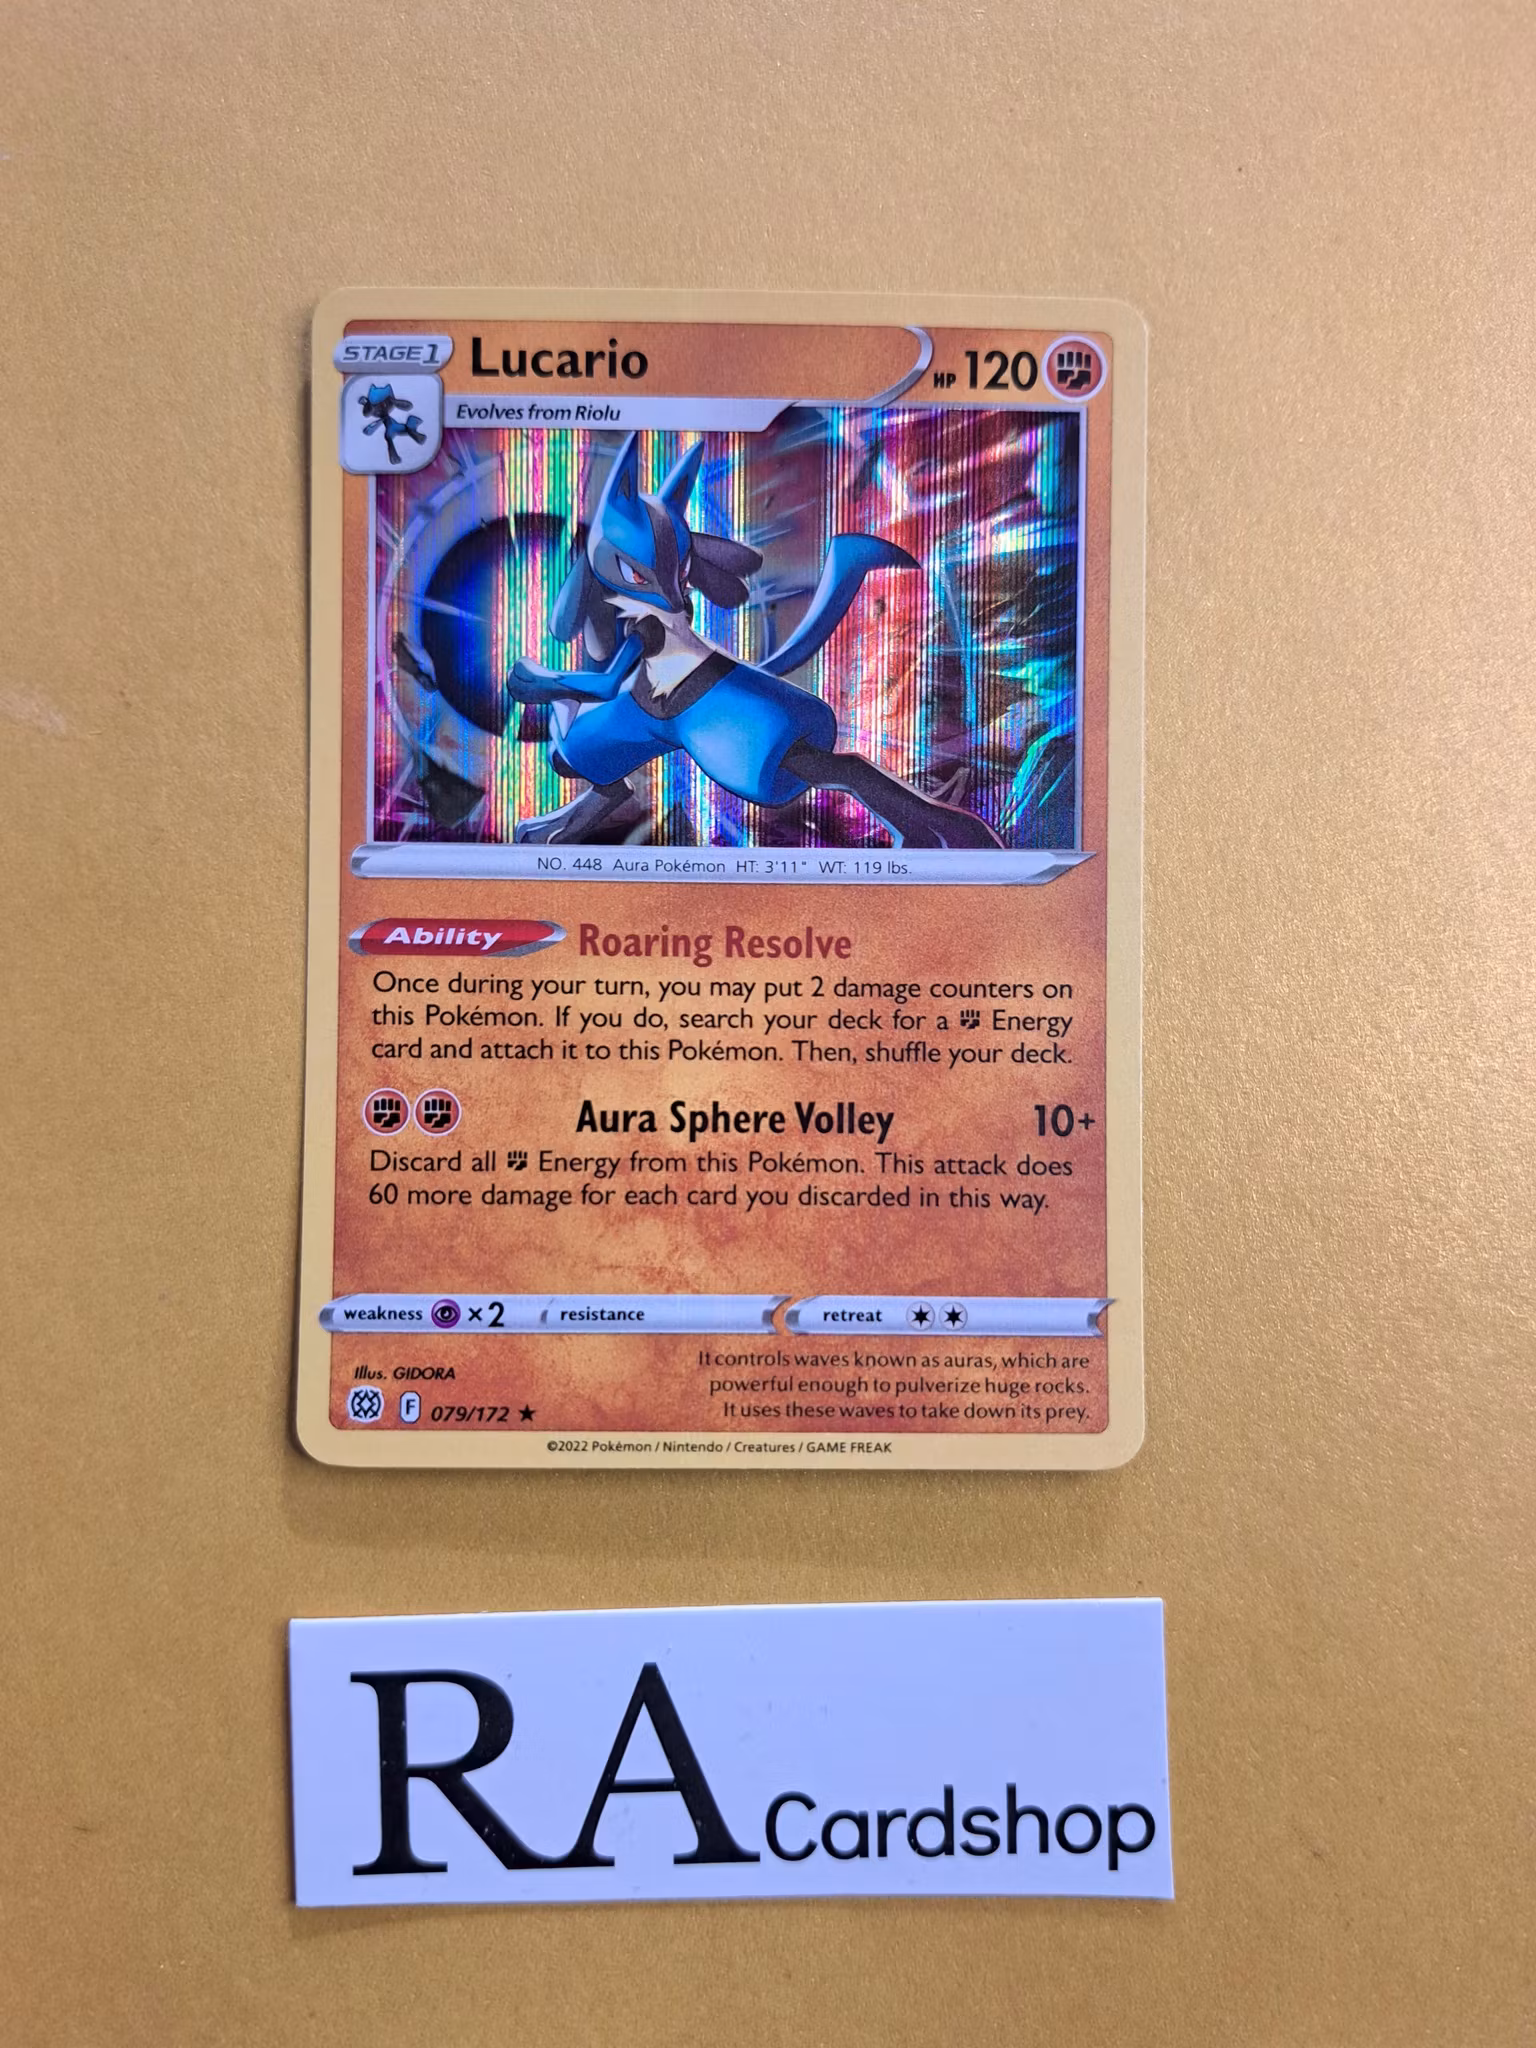 STAGE 1
Lucario
HP 120
Evolves from Riolu
NO. 448 Aura Pokémon HT: 3'11" WT: 119 lbs.
Ability Roaring Resolve
Once during your turn, you may put 2 damage counters on
this Pokémon. If you do, search your deck for a Energy
card and attach it to this Pokémon. Then, shuffle your deck.
Aura Sphere Volley 10+
Discard all Energy from this Pokémon. This attack does
60 more damage for each card you discarded in this way.
weakness ×2 resistance retreat
Illus. GIDORA
It controls waves known as auras, which are
powerful enough to pulverize huge rocks.
It uses these waves to take down its prey.
F 079/172 ★
©2022 Pokémon / Nintendo / Creatures / GAME FREAK
RA Cardshop